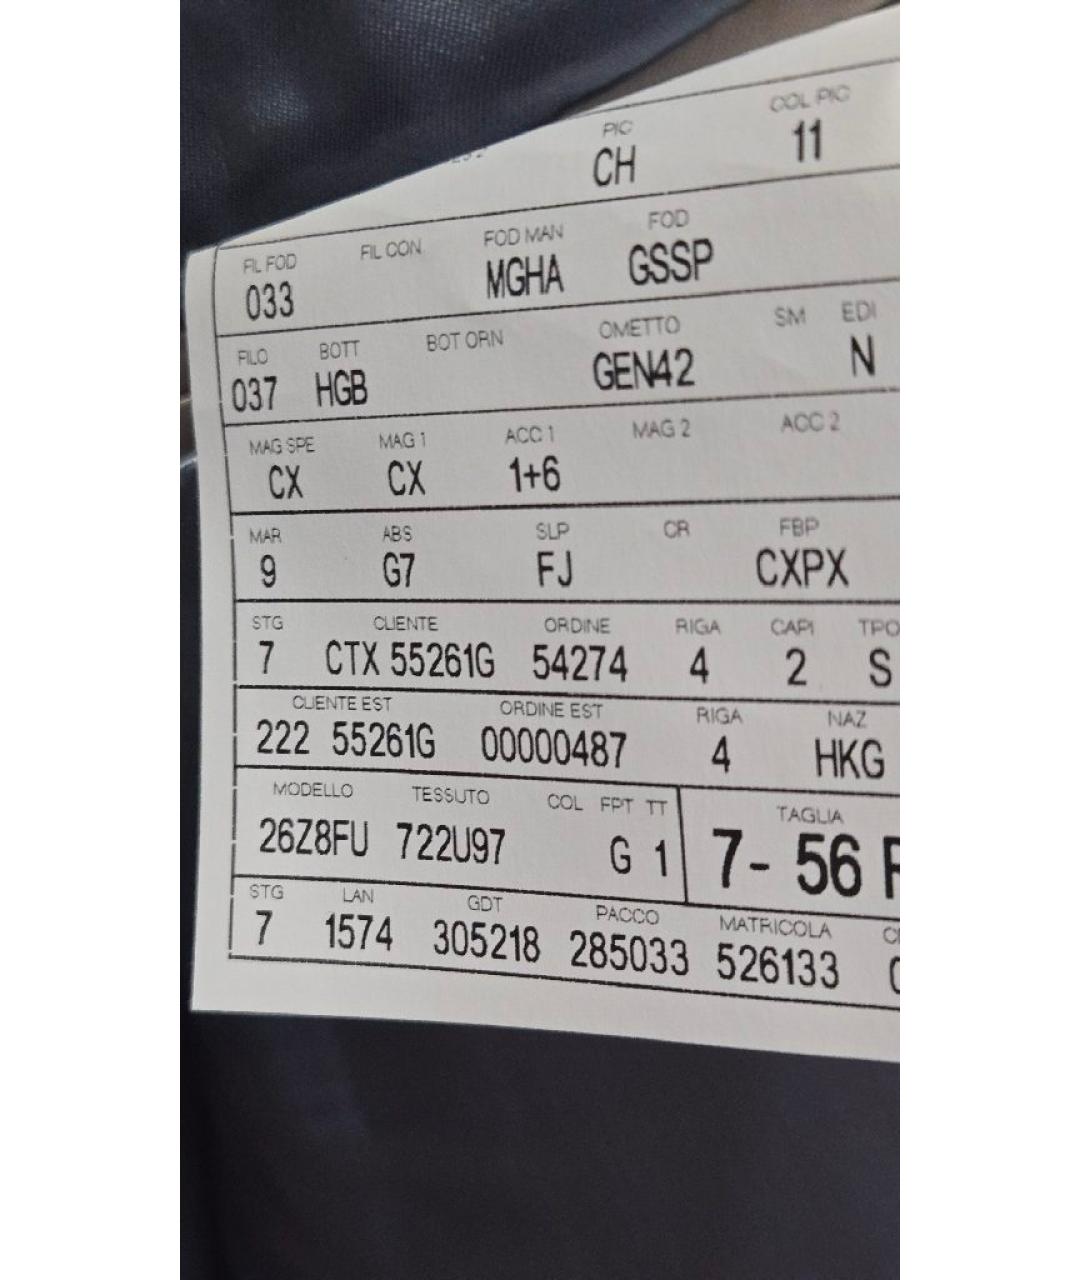 PIC COL PIC
CH 11
FIL FOD FIL CON FOD MAN FOD
033 MGHA GSSP
FILO BOTT BOT ORN OMETTO SM EDI
037 HGB GEN42 N
MAG SPE MAG 1 ACC 1 MAG 2 ACC 2
CX CX 1+6
MAR ABS SLP CR FBP
9 G7 FJ CXPX
STG CLIENTE ORDINE RIGA CAPI TPO
7 CTX 55261G 54274 4 2 S
CLIENTE EST ORDINE EST RIGA NAZ
222 55261G 00000487 4 HKG
MODELLO TESSUTO COL FPT TT TAGLIA
26Z8FU 722U97 G 1 7- 56
STG LAN GDT PACCO MATRICOLA
7 1574 305218 285033 526133